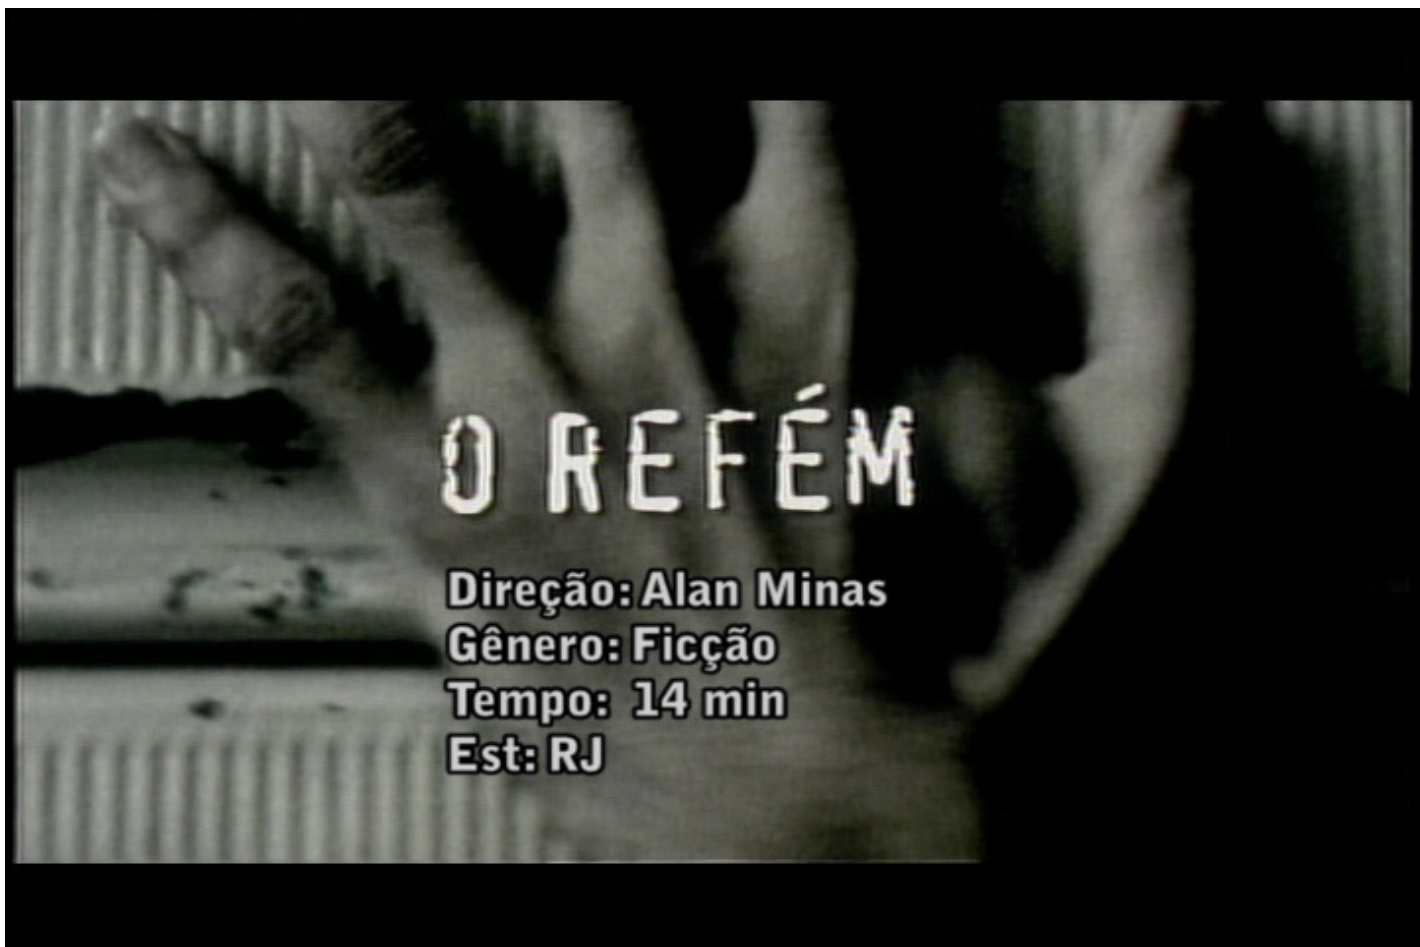 O REFÉM
Direção: Alan Minas
Gênero: Ficção
Tempo: 14 min
Est: RJ